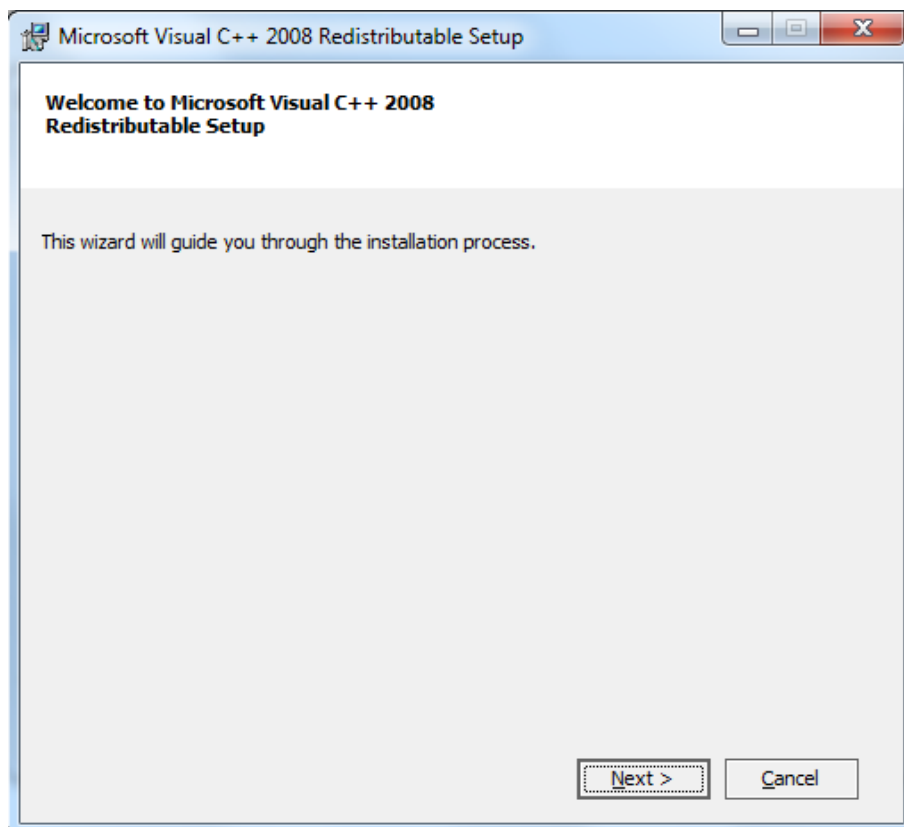 Microsoft Visual C++ 2008 Redistributable Setup
Welcome to Microsoft Visual C++ 2008
Redistributable Setup
This wizard will guide you through the installation process.
Next > Cancel